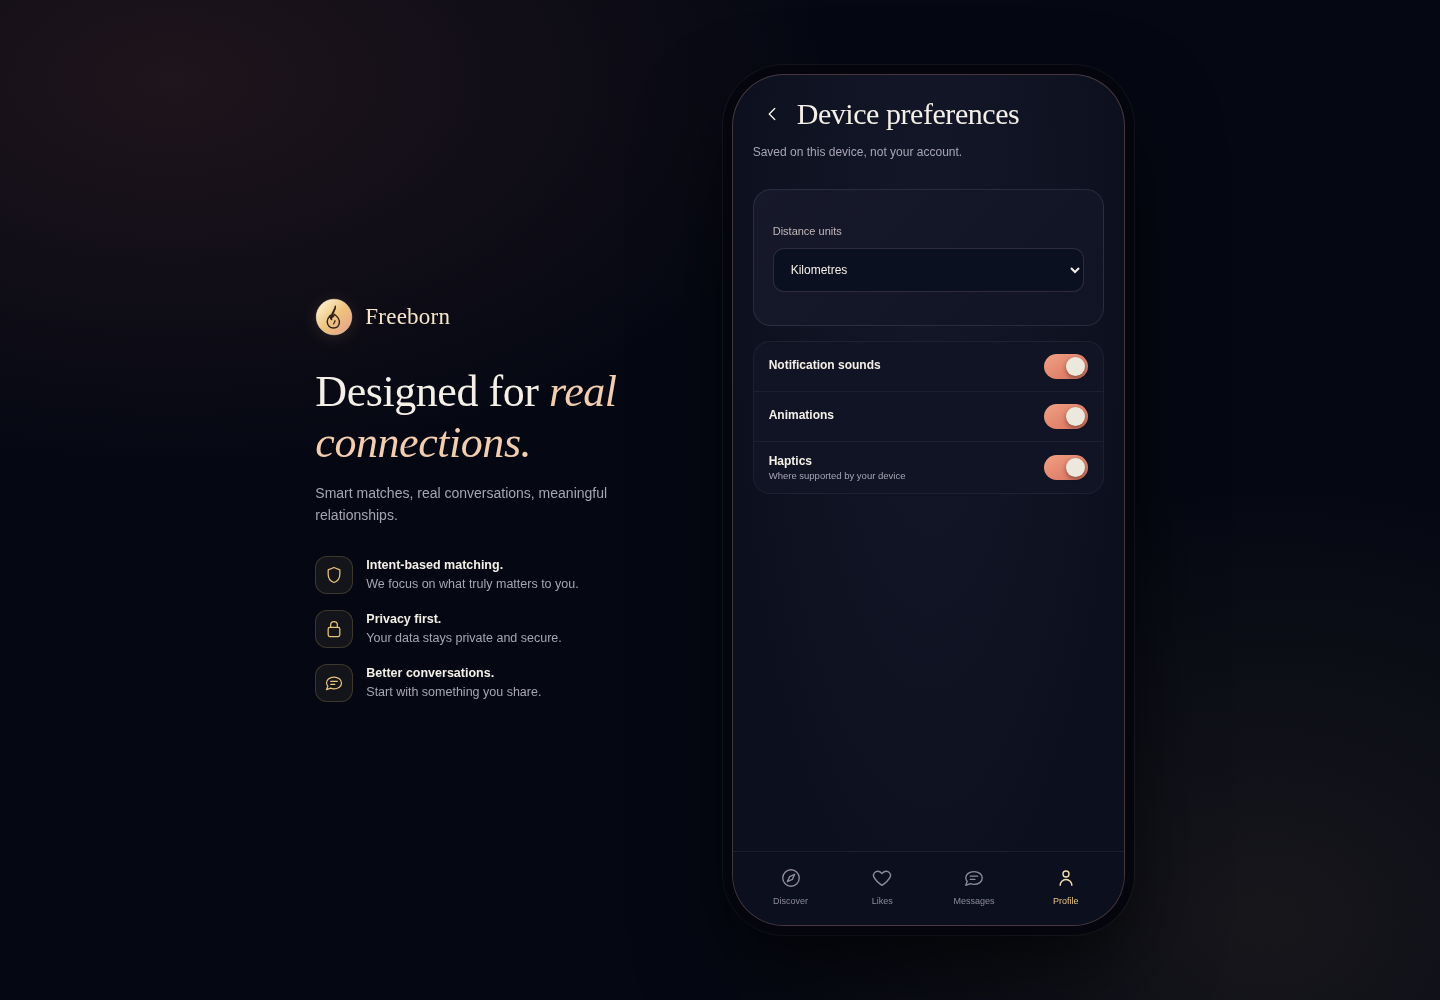 Freeborn
Designed for real
connections.
Smart matches, real conversations, meaningful
relationships.
Intent-based matching.
We focus on what truly matters to you.
Privacy first.
Your data stays private and secure.
Better conversations.
Start with something you share.
Device preferences
Saved on this device, not your account.
Distance units
Kilometres
Notification sounds
Animations
Haptics
Where supported by your device
Discover
Likes
Messages
Profile